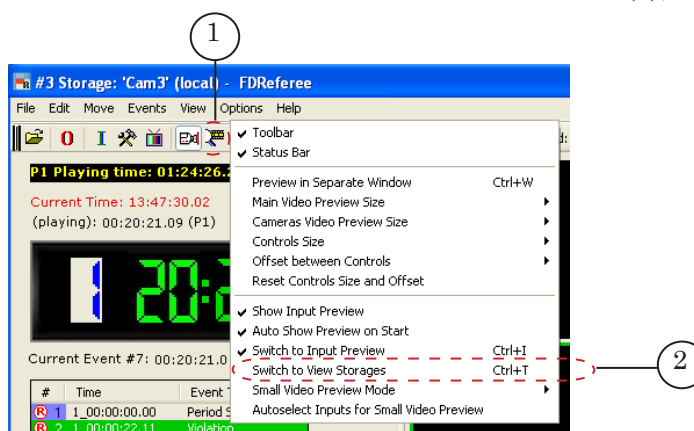 1
#3 Storage: 'Cam3' (local) - FDReferee
File Edit Move Events View Options Help
Toolbar
Status Bar
Preview in Separate Window Ctrl+W
Main Video Preview Size
Cameras Video Preview Size
Controls Size
Offset between Controls
Reset Controls Size and Offset
Show Input Preview
Auto Show Preview on Start
Switch to Input Preview Ctrl+I
Switch to View Storages Ctrl+T
Small Video Preview Mode
Autoselect Inputs for Small Video Preview
2
P1 Playing time: 01:24:26.
Current Time: 13:47:30.02
(playing): 00:20:21.09 (P1)
1 20:2
Current Event #7: 00:20:21.0
# Time Event
R 1 1_00:00:00.00 Period S
R 2 1_00:00:22.11 Violation